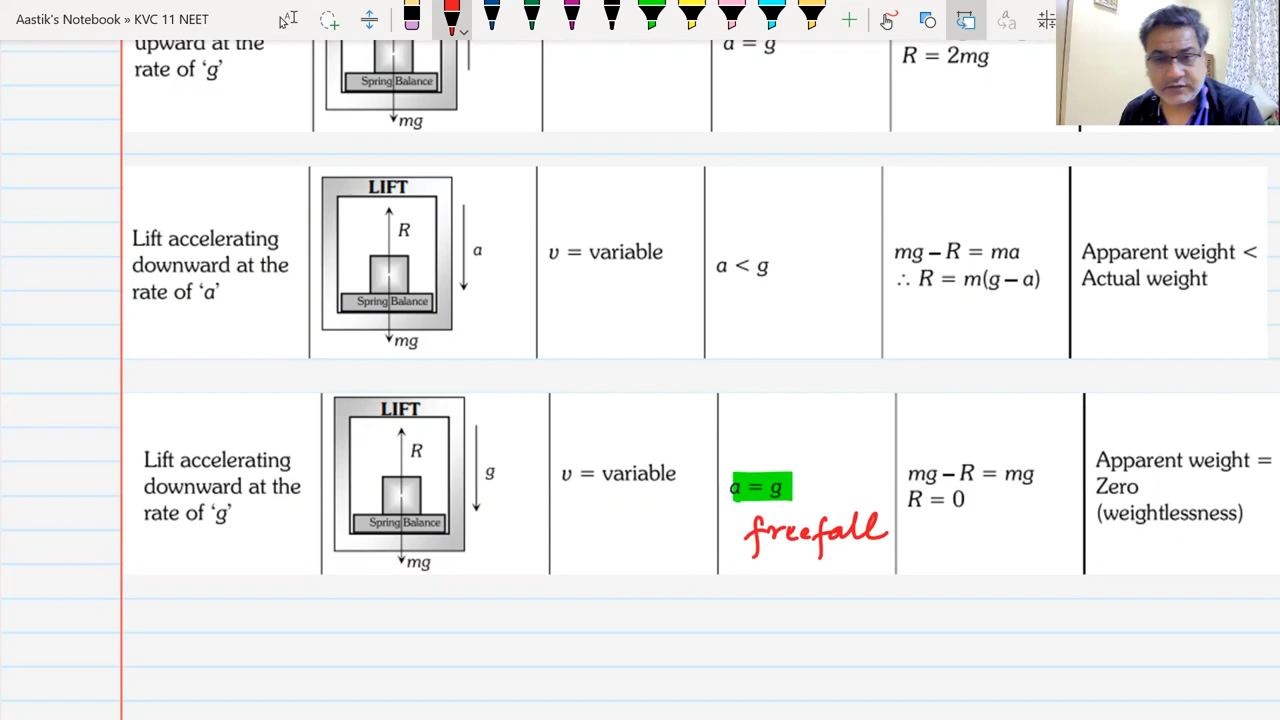 Aastik's Notebook » KVC 11 NEET
upward at the
rate of ‘g’
Spring Balance
mg
a = g
R = 2mg
Lift accelerating
downward at the
rate of ‘a’
LIFT
R
a
Spring Balance
mg
v = variable
a < g
mg – R = ma
∴ R = m(g – a)
Apparent weight <
Actual weight
Lift accelerating
downward at the
rate of ‘g’
LIFT
R
g
Spring Balance
mg
v = variable
a = g
freefall
mg – R = mg
R = 0
Apparent weight =
Zero
(weightlessness)